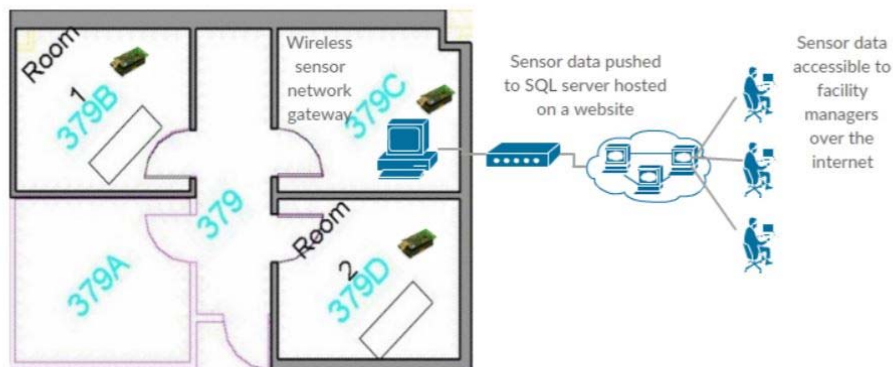 Room
1
379B
Wireless
sensor
network
gateway
379C
379
379A
Room
2
379D
Sensor data pushed
to SQL server hosted
on a website
Sensor data
accessible to
facility
managers
over the
internet